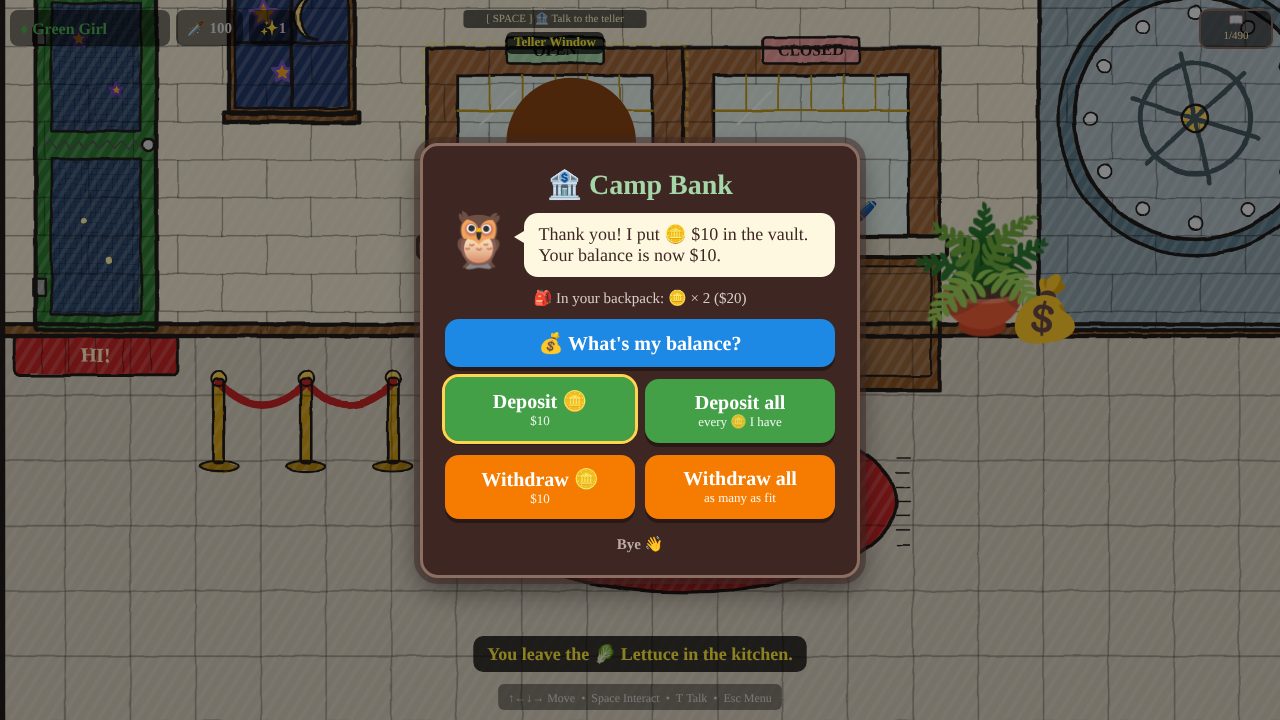 Green Girl
100
1
[ SPACE ] Talk to the teller
1/490
Teller Window
OPEN
CLOSED
Camp Bank
Thank you! I put $10 in the vault.
Your balance is now $10.
In your backpack: × 2 ($20)
What's my balance?
Deposit
$10
Deposit all
every I have
Withdraw
$10
Withdraw all
as many as fit
Bye
HI!
You leave the Lettuce in the kitchen.
↑←↓→ Move • Space Interact • T Talk • Esc Menu